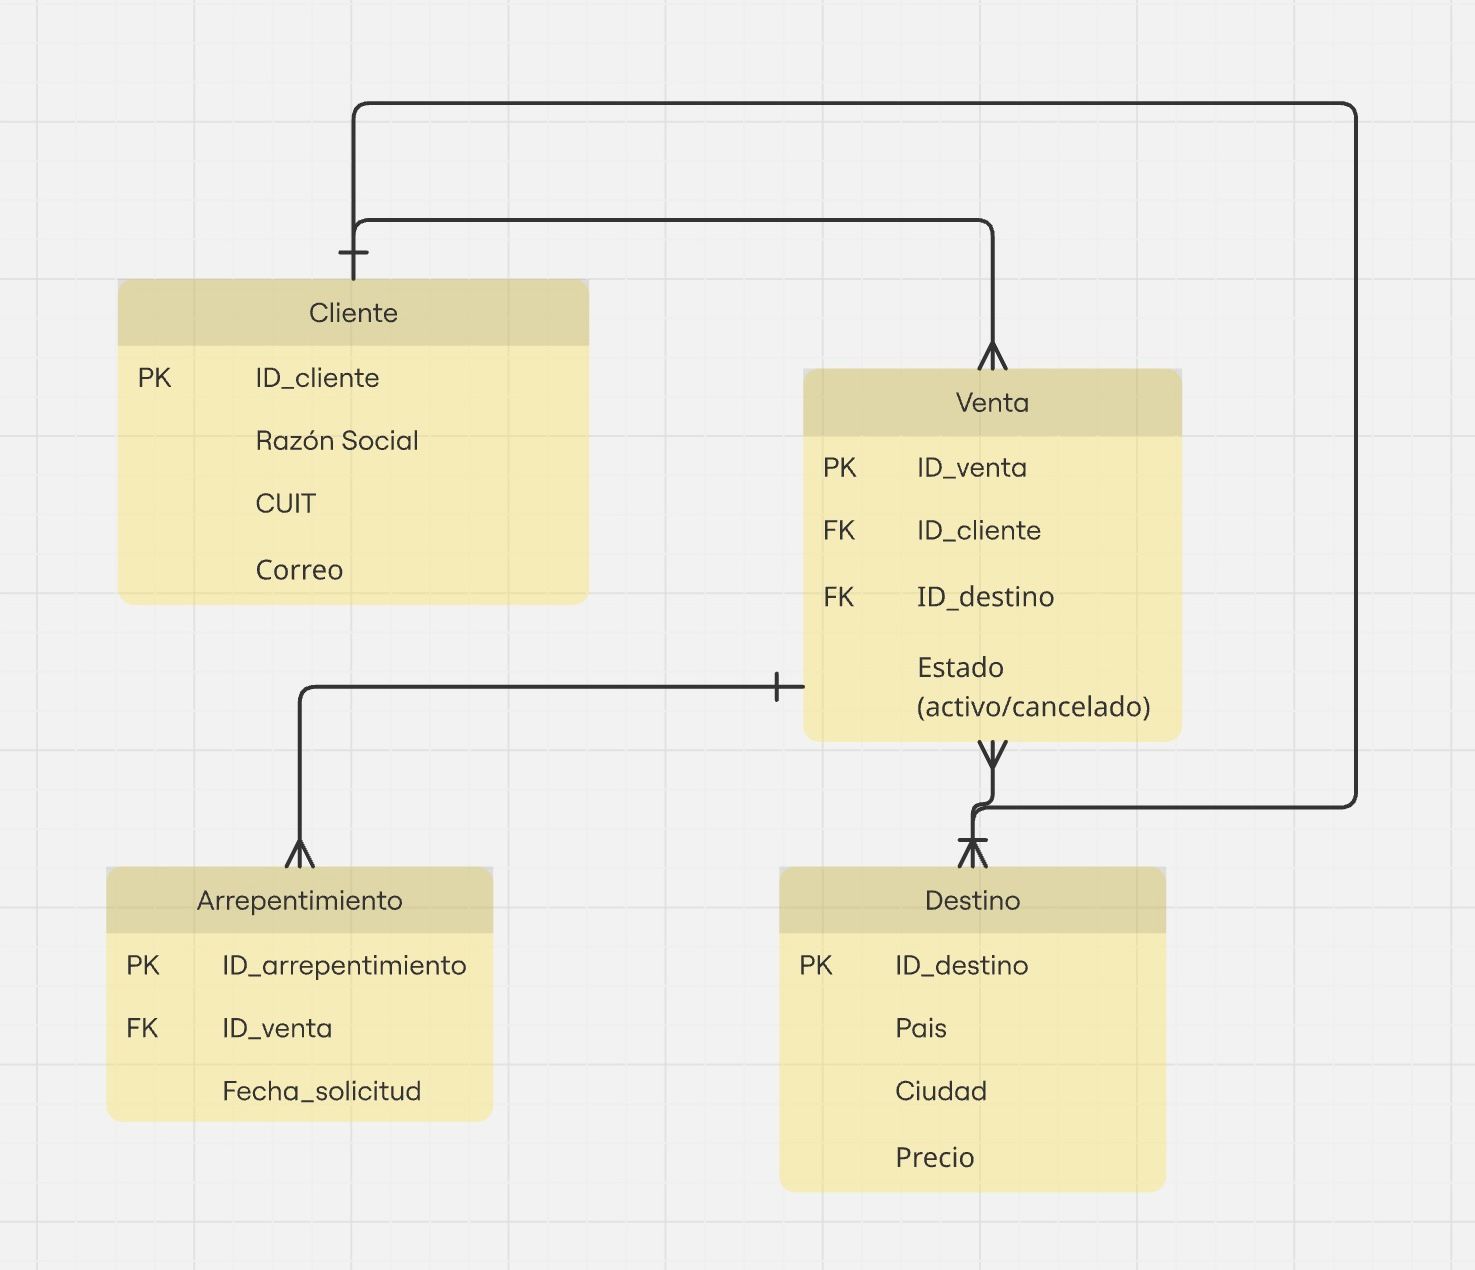 Cliente
PK ID_cliente
Razón Social
CUIT
Correo
Venta
PK ID_venta
FK ID_cliente
FK ID_destino
Estado
(activo/cancelado)
Arrepentimiento
PK ID_arrepentimiento
FK ID_venta
Fecha_solicitud
Destino
PK ID_destino
Pais
Ciudad
Precio